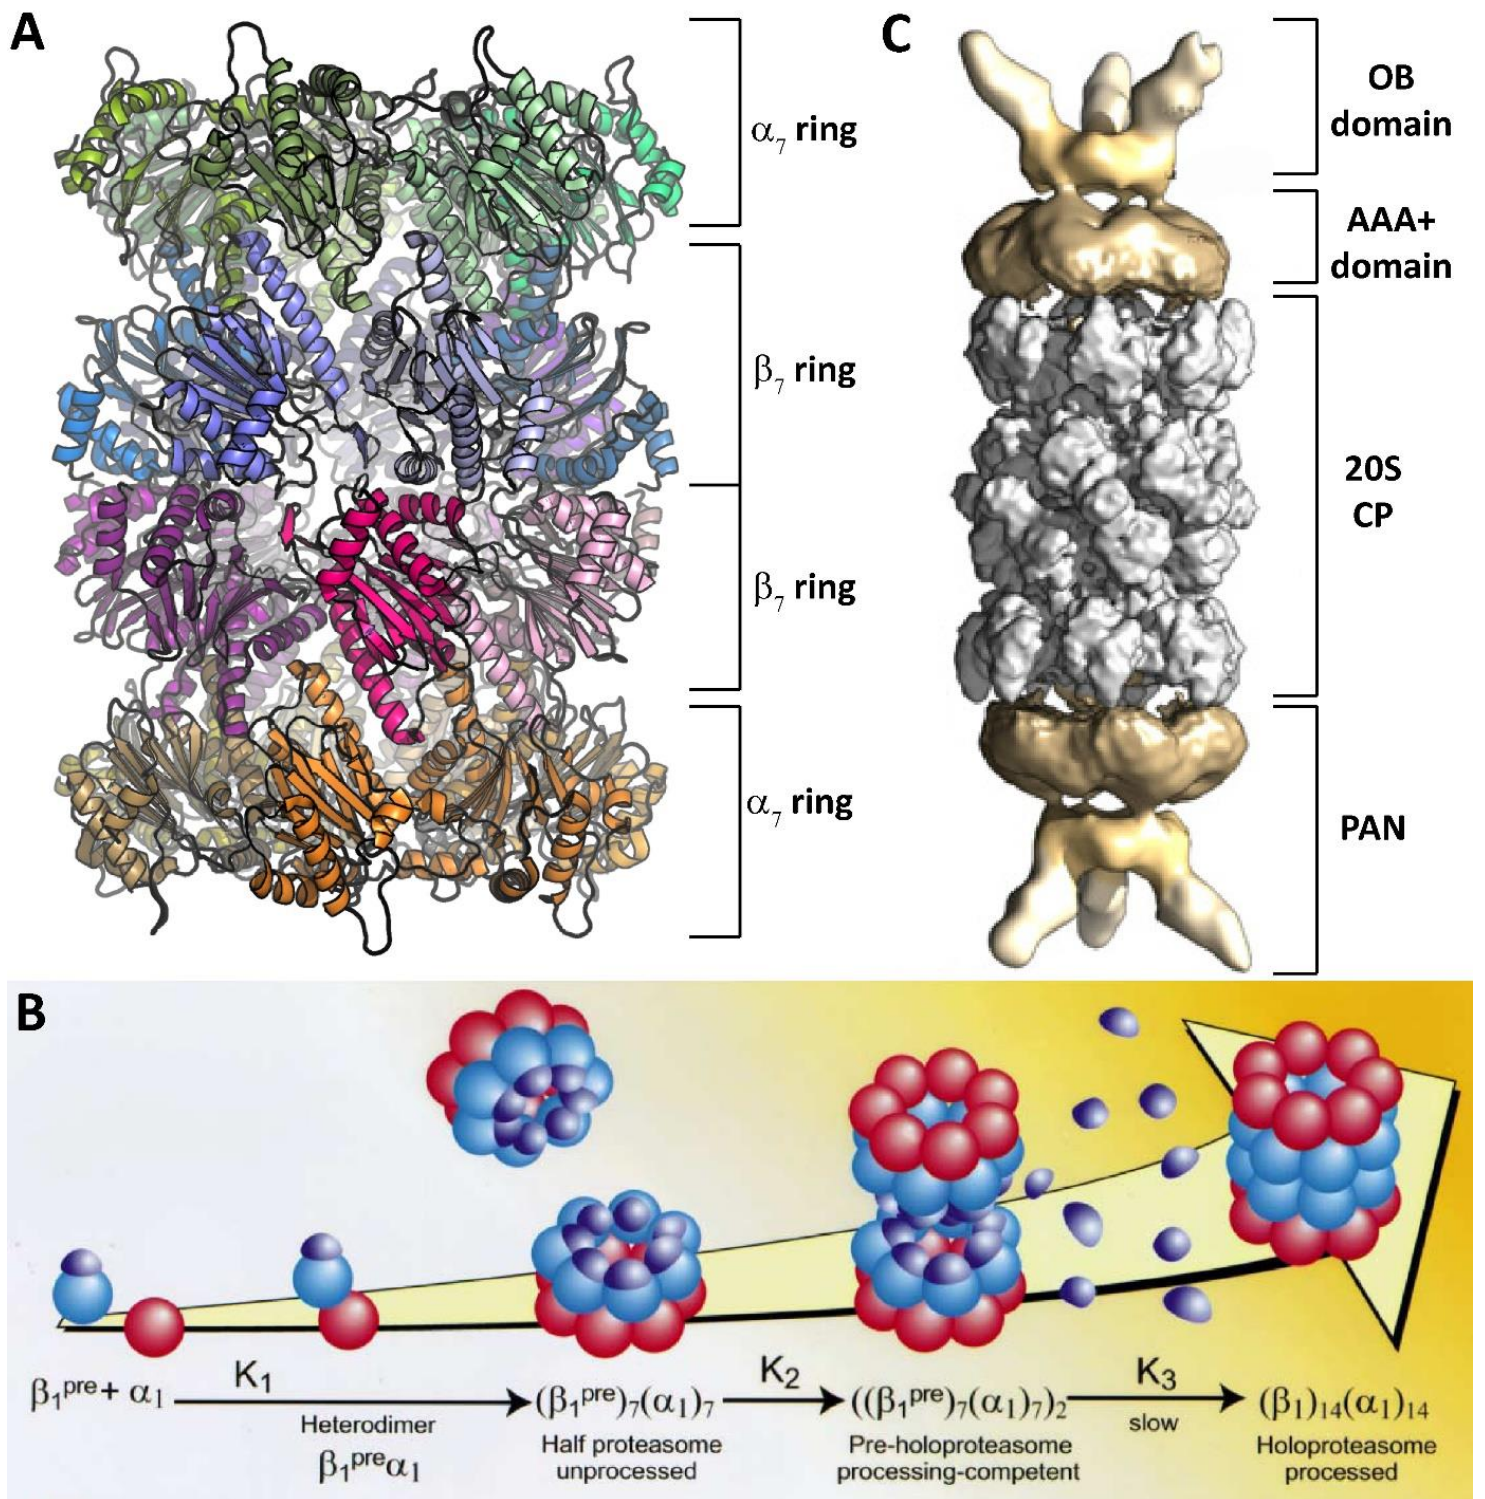 A
α₇ ring
β₇ ring
β₇ ring
α₇ ring
C
OB
domain
AAA+
domain
20S
CP
PAN
B
β₁ᵖʳᵉ + α₁
K₁
Heterodimer
β₁ᵖʳᵉα₁
(β₁ᵖʳᵉ)₇(α₁)₇
Half proteasome
unprocessed
K₂
((β₁ᵖʳᵉ)₇(α₁)₇)₂
Pre-holoproteasome
processing-competent
K₃
slow
(β₁)₁₄(α₁)₁₄
Holoproteasome
processed